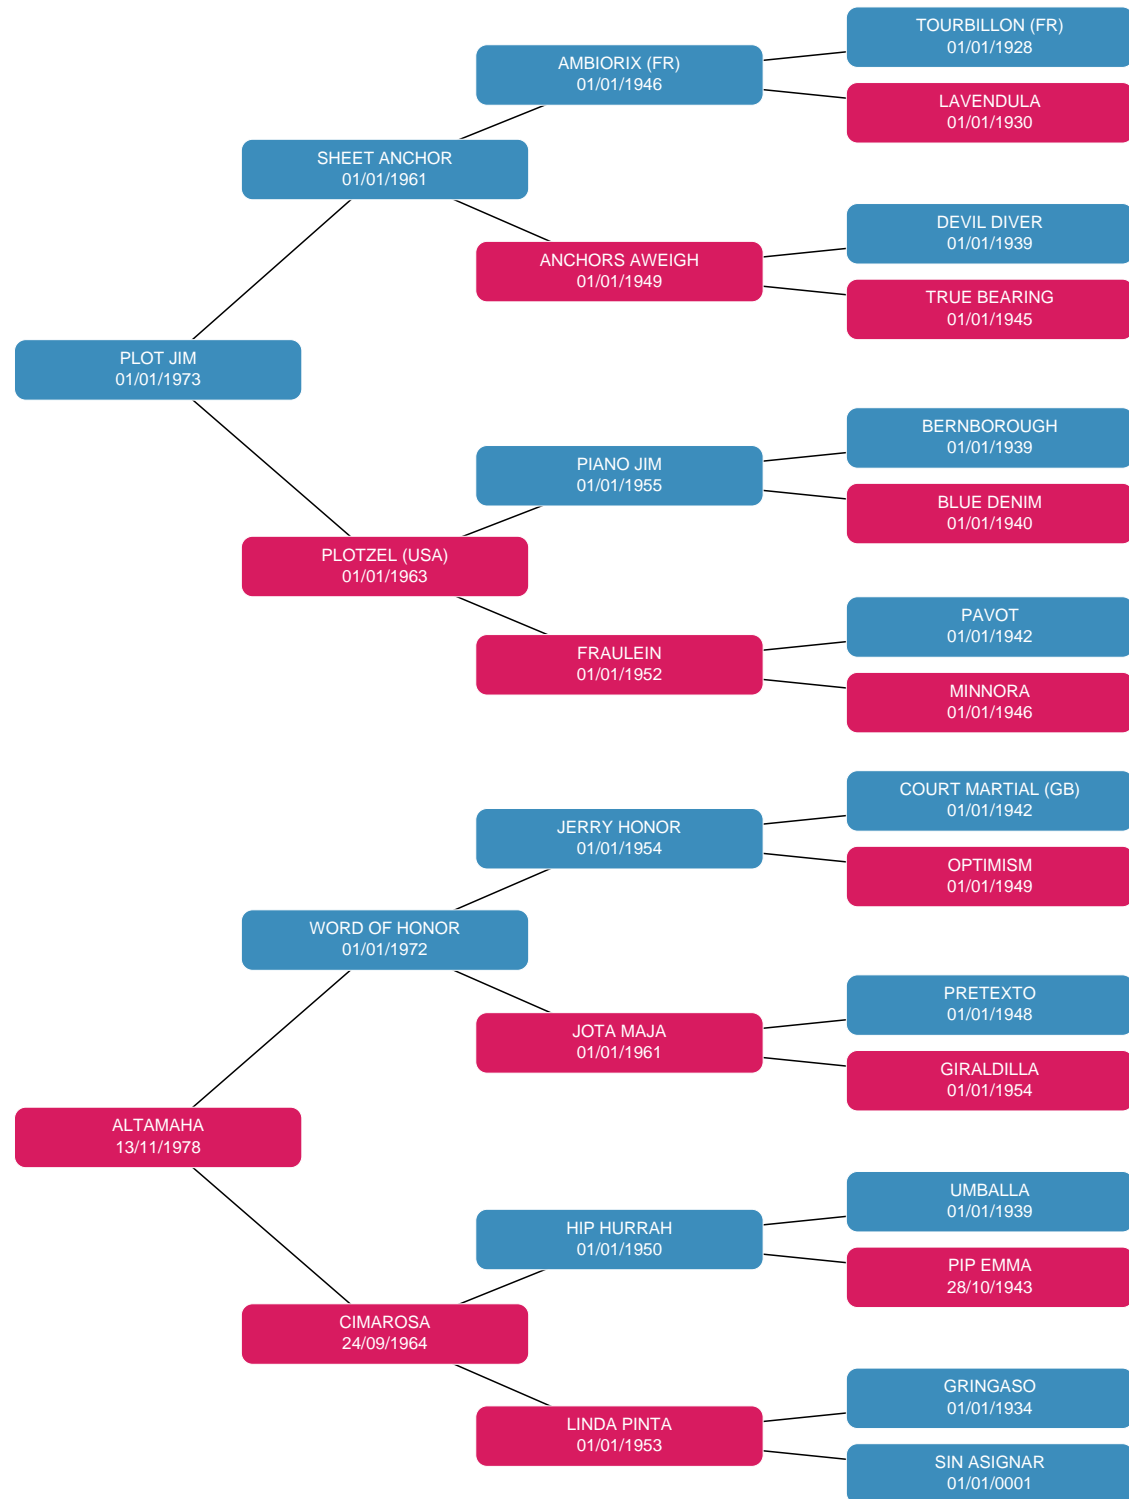 TOURBILLON (FR)
01/01/1928
AMBIORIX (FR)
01/01/1946
LAVENDULA
01/01/1930
SHEET ANCHOR
01/01/1961
DEVIL DIVER
01/01/1939
ANCHORS AWEIGH
01/01/1949
TRUE BEARING
01/01/1945
PLOT JIM
01/01/1973
BERNBOROUGH
01/01/1939
PIANO JIM
01/01/1955
BLUE DENIM
01/01/1940
PLOTZEL (USA)
01/01/1963
PAVOT
01/01/1942
FRAULEIN
01/01/1952
MINNORA
01/01/1946
COURT MARTIAL (GB)
01/01/1942
JERRY HONOR
01/01/1954
OPTIMISM
01/01/1949
WORD OF HONOR
01/01/1972
PRETEXTO
01/01/1948
JOTA MAJA
01/01/1961
GIRALDILLA
01/01/1954
ALTAMAHA
13/11/1978
UMBALLA
01/01/1939
HIP HURRAH
01/01/1950
PIP EMMA
28/10/1943
CIMAROSA
24/09/1964
GRINGASO
01/01/1934
LINDA PINTA
01/01/1953
SIN ASIGNAR
01/01/0001